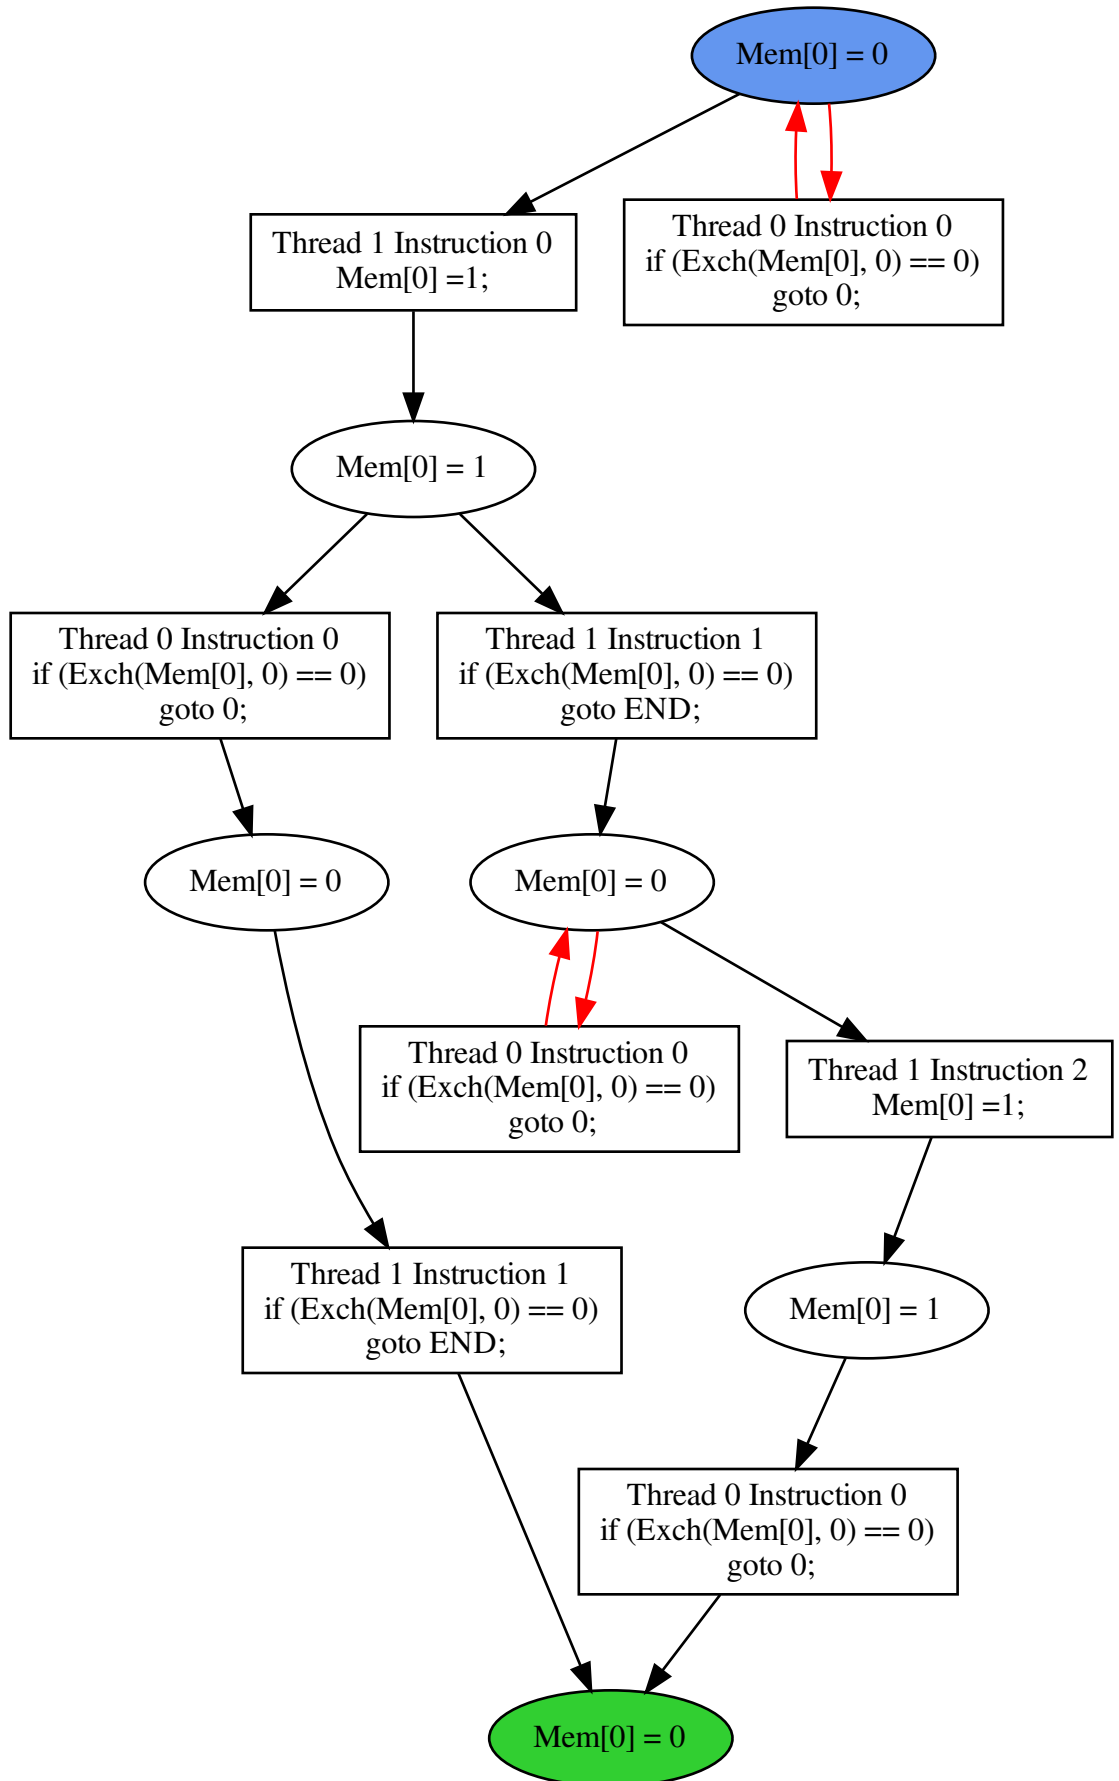 Mem[0] = 0
Thread 1 Instruction 0
Mem[0] =1;
Thread 0 Instruction 0
if (Exch(Mem[0], 0) == 0)
goto 0;
Mem[0] = 1
Thread 0 Instruction 0
if (Exch(Mem[0], 0) == 0)
goto 0;
Thread 1 Instruction 1
if (Exch(Mem[0], 0) == 0)
goto END;
Mem[0] = 0
Mem[0] = 0
Thread 0 Instruction 0
if (Exch(Mem[0], 0) == 0)
goto 0;
Thread 1 Instruction 2
Mem[0] =1;
Thread 1 Instruction 1
if (Exch(Mem[0], 0) == 0)
goto END;
Mem[0] = 1
Thread 0 Instruction 0
if (Exch(Mem[0], 0) == 0)
goto 0;
Mem[0] = 0